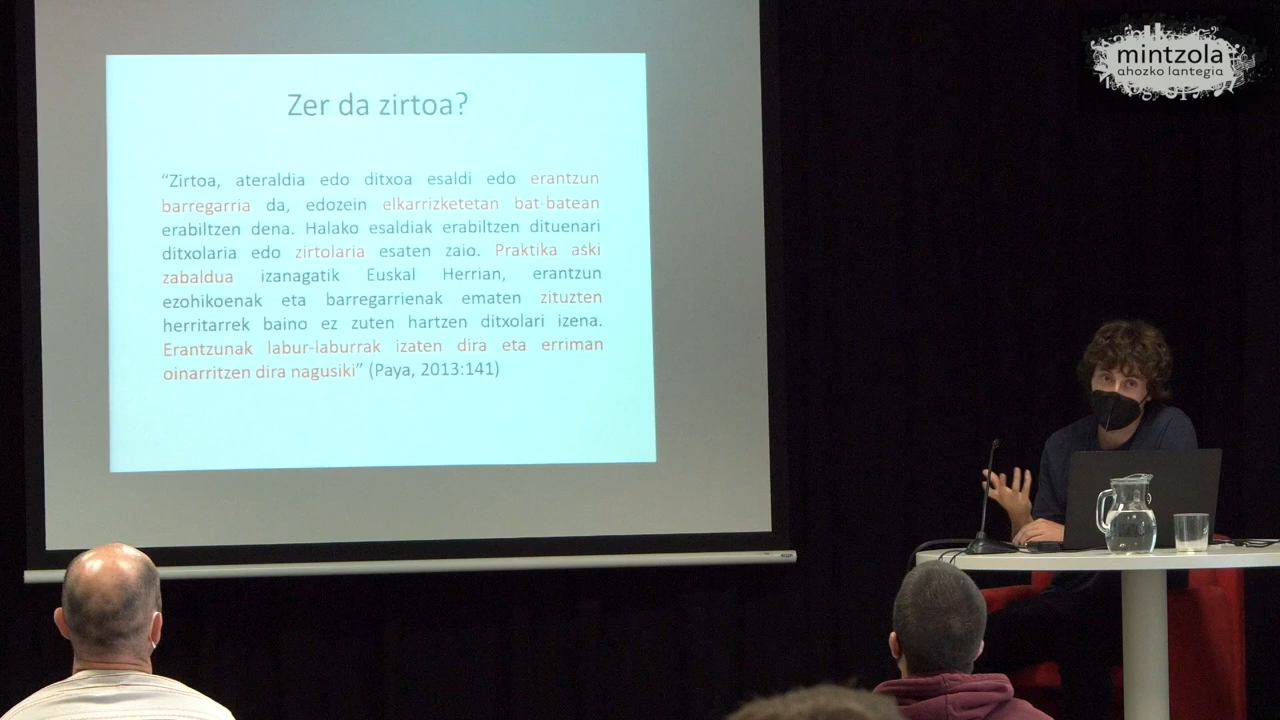 Zer da zirtoa?
“Zirtoa, ateraldia edo ditxoa esaldi edo erantzun
barregarria da, edozein elkarrizketetan bat-batean
erabiltzen dena. Halako esaldiak erabiltzen dituenari
ditxolaria edo zirtolaria esaten zaio. Praktika aski
zabaldua izanagatik Euskal Herrian, erantzun
ezohikoenak eta barregarrienak ematen zituzten
herritarrek baino ez zuten hartzen ditxolari izena.
Erantzunak labur-laburrak izaten dira eta erriman
oinarritzen dira nagusiki” (Paya, 2013:141)
mintzola
ahozko lantegia